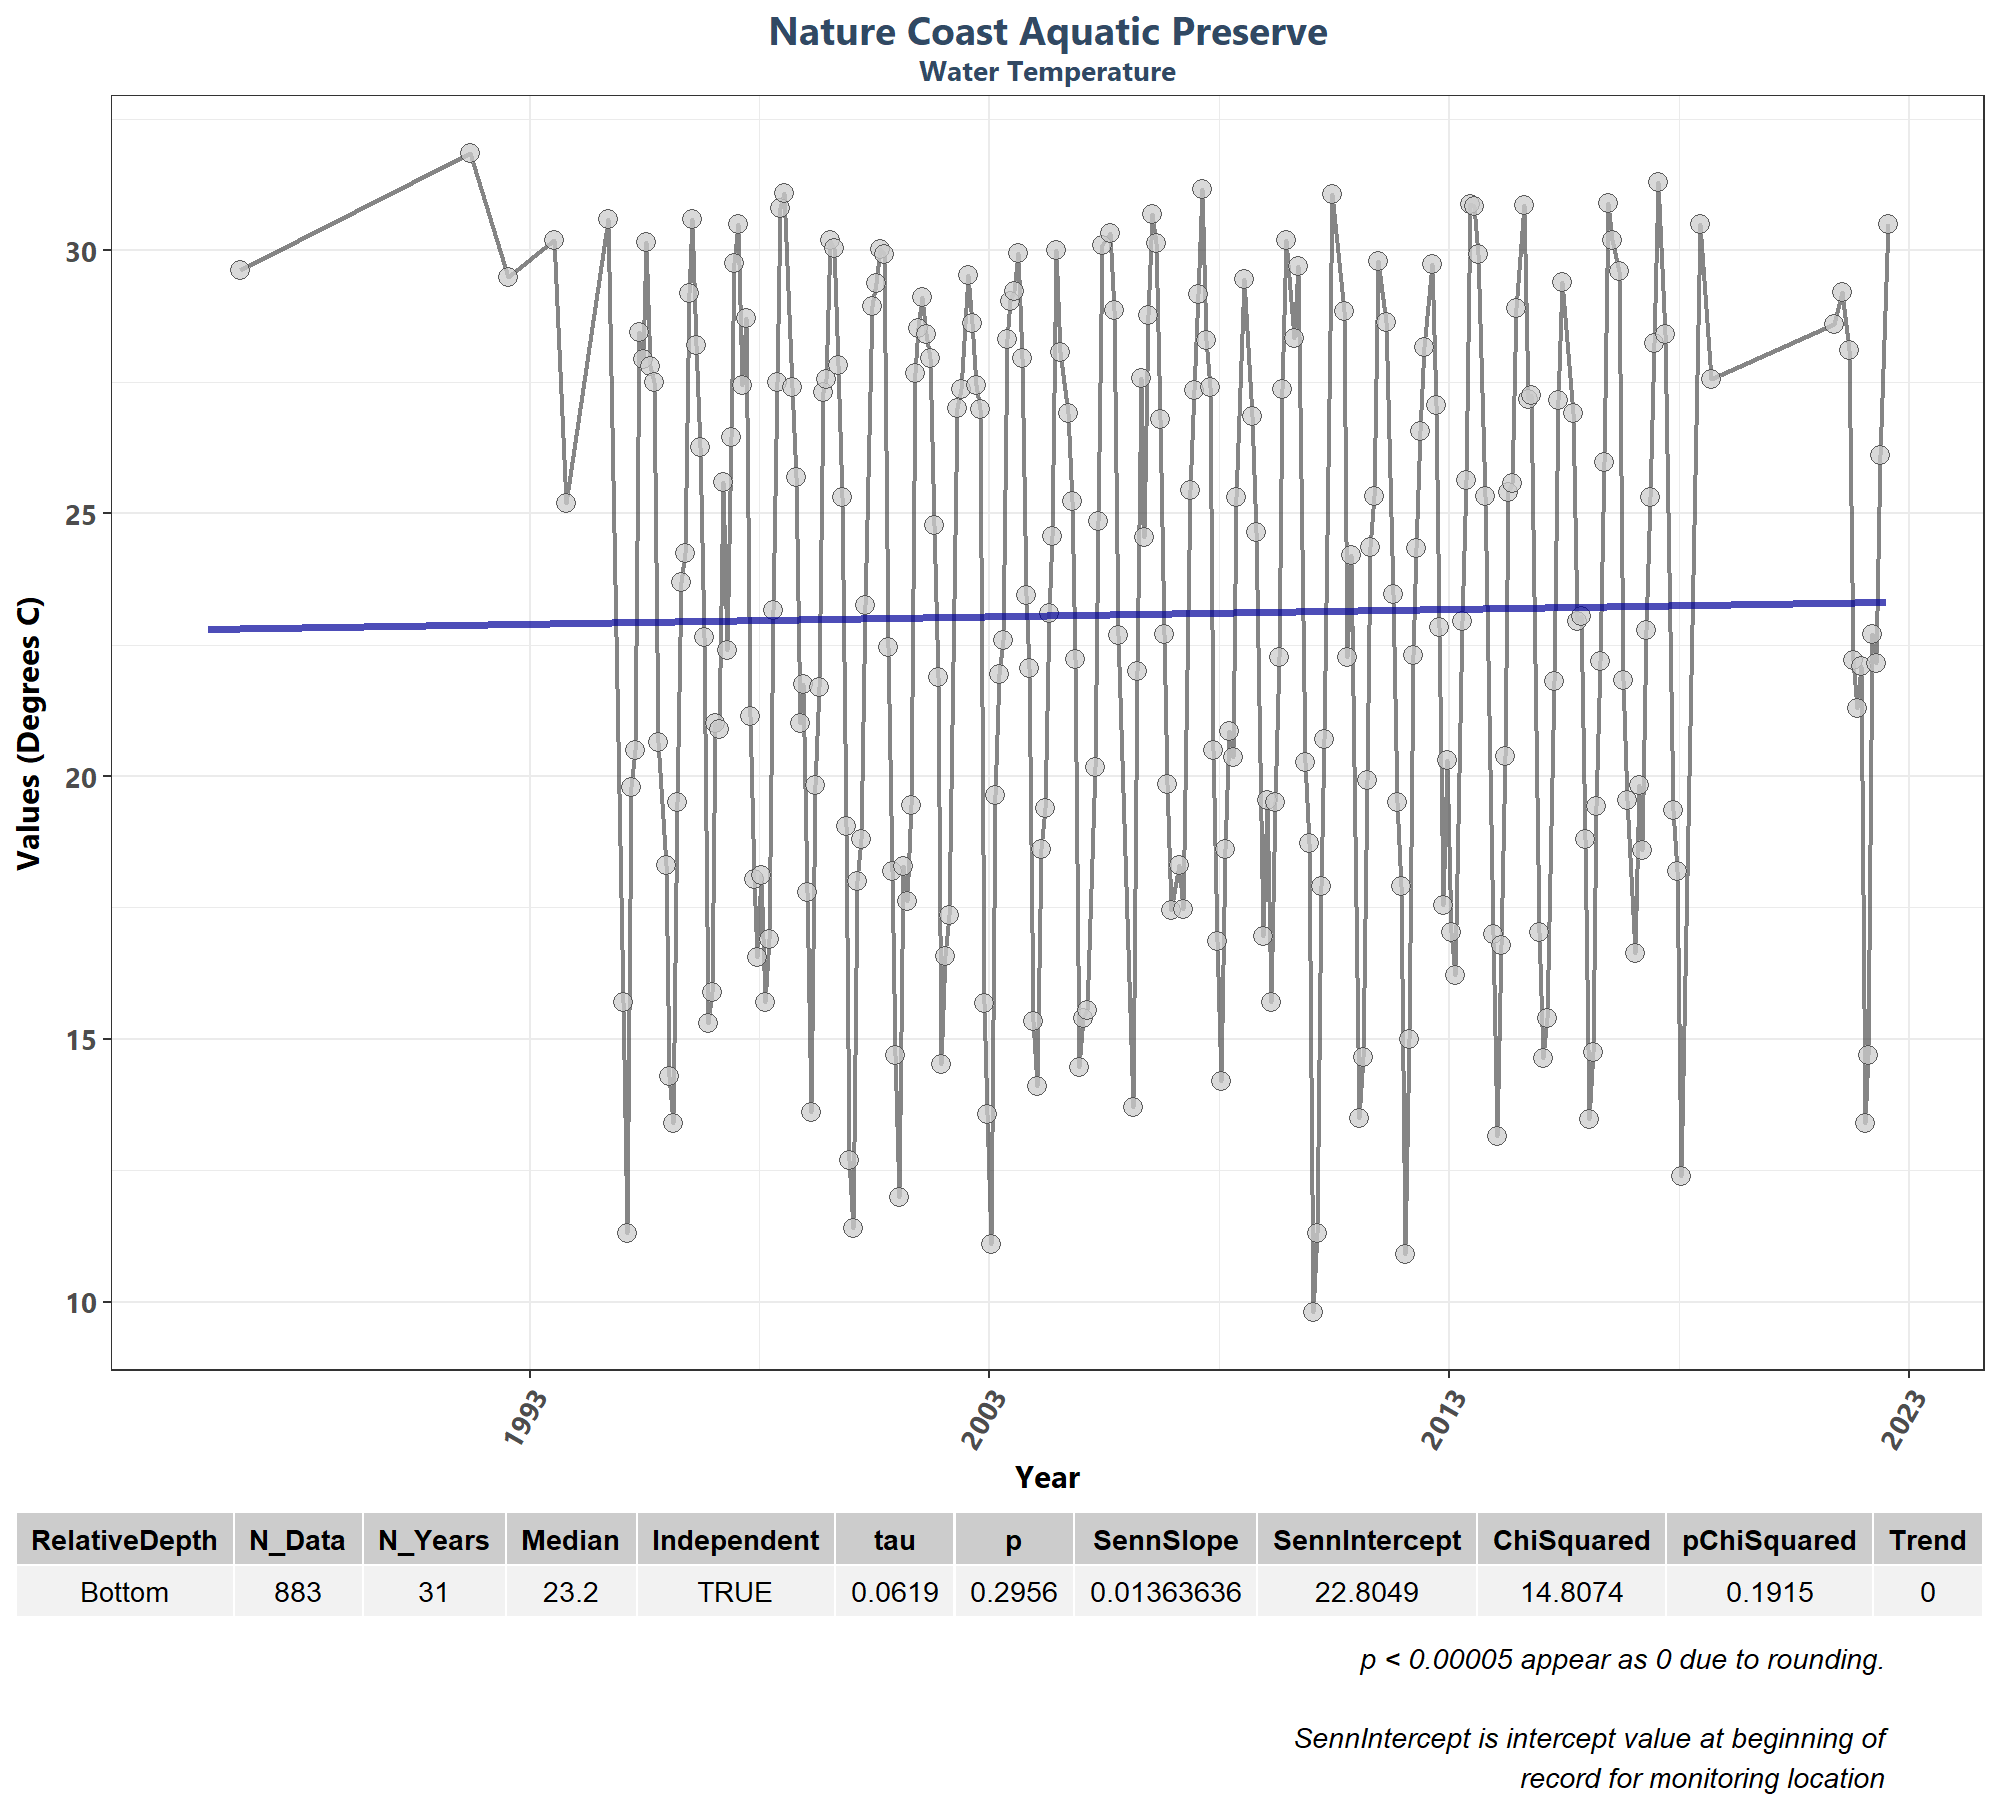 Nature Coast Aquatic Preserve
Water Temperature
Values (Degrees C)
30
25
20
15
10
1993
2003
2013
2023
Year
RelativeDepth N_Data N_Years Median Independent tau p SennSlope SennIntercept ChiSquared pChiSquared Trend
Bottom 883 31 23.2 TRUE 0.0619 0.2956 0.01363636 22.8049 14.8074 0.1915 0
p < 0.00005 appear as 0 due to rounding.
SennIntercept is intercept value at beginning of
record for monitoring location